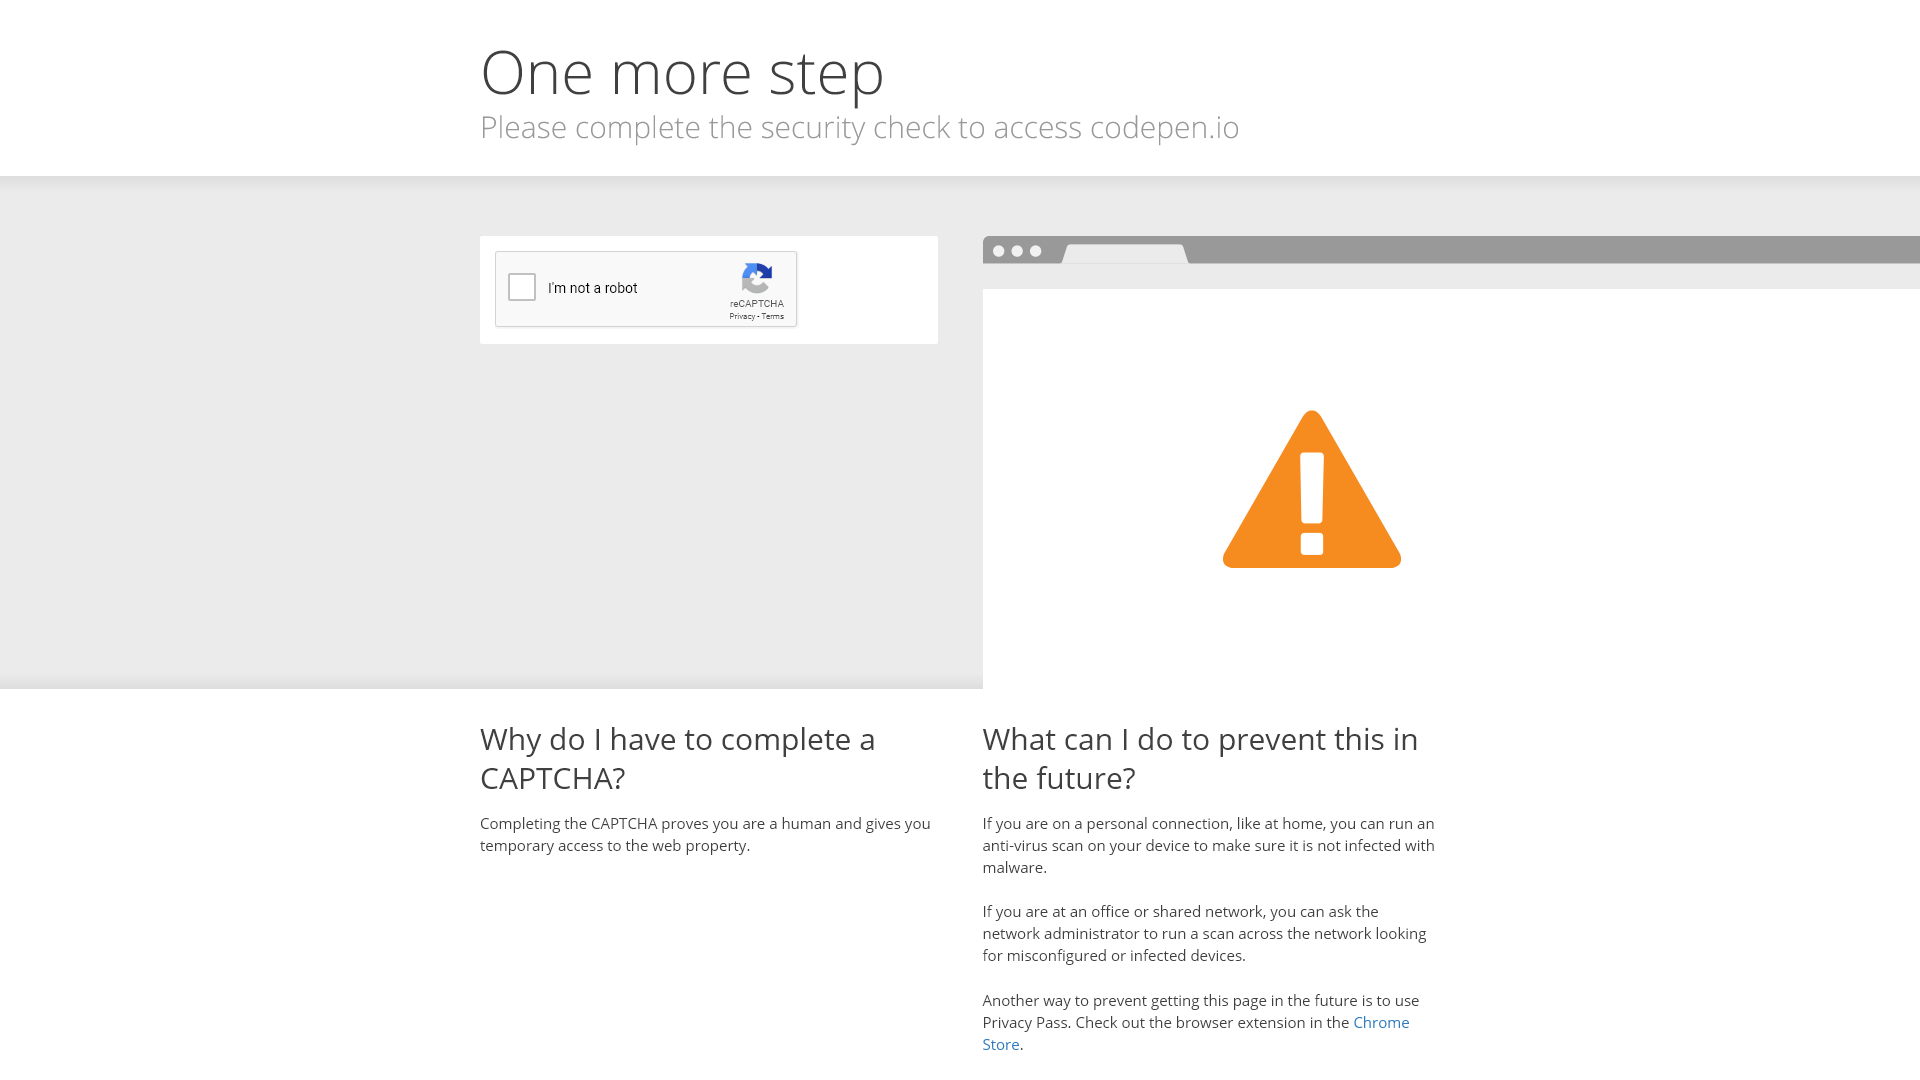 One more step
Please complete the security check to access codepen.io
I'm not a robot
reCAPTCHA
Privacy - Terms
Why do I have to complete a
CAPTCHA?
Completing the CAPTCHA proves you are a human and gives you
temporary access to the web property.
What can I do to prevent this in
the future?
If you are on a personal connection, like at home, you can run an
anti-virus scan on your device to make sure it is not infected with
malware.
If you are at an office or shared network, you can ask the
network administrator to run a scan across the network looking
for misconfigured or infected devices.
Another way to prevent getting this page in the future is to use
Privacy Pass. Check out the browser extension in the Chrome
Store.